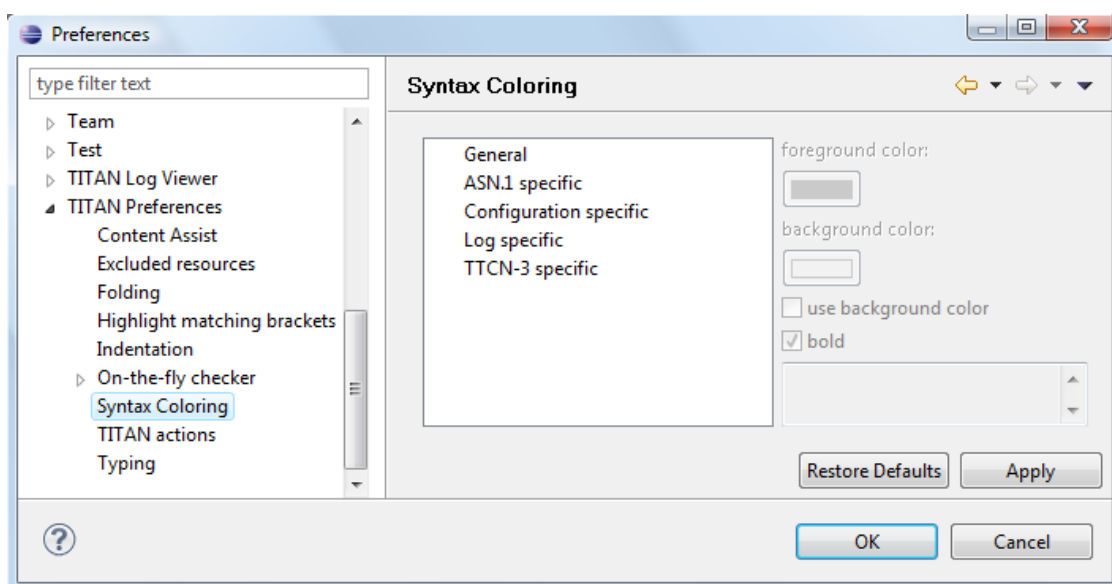 Preferences
type filter text
Team
Test
TITAN Log Viewer
TITAN Preferences
Content Assist
Excluded resources
Folding
Highlight matching brackets
Indentation
On-the-fly checker
Syntax Coloring
TITAN actions
Typing
Syntax Coloring
General
ASN.1 specific
Configuration specific
Log specific
TTCN-3 specific
foreground color:
background color:
use background color
bold
Restore Defaults
Apply
?
OK
Cancel